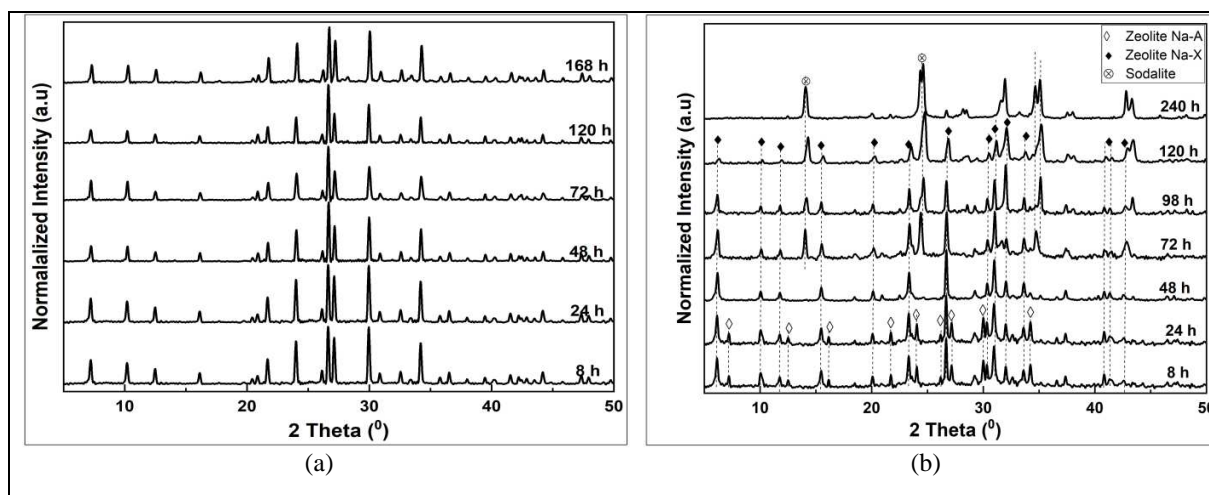 Normalalized Intensity (a.u)
168 h
120 h
72 h
48 h
24 h
8 h
10 20 30 40 50
2 Theta (⁰)
(a)
Normalized Intensity (a.u)
◇ Zeolite Na-A
◆ Zeolite Na-X
⊗ Sodalite
240 h
120 h
98 h
72 h
48 h
24 h
8 h
10 20 30 40 50
2 Theta (⁰)
(b)